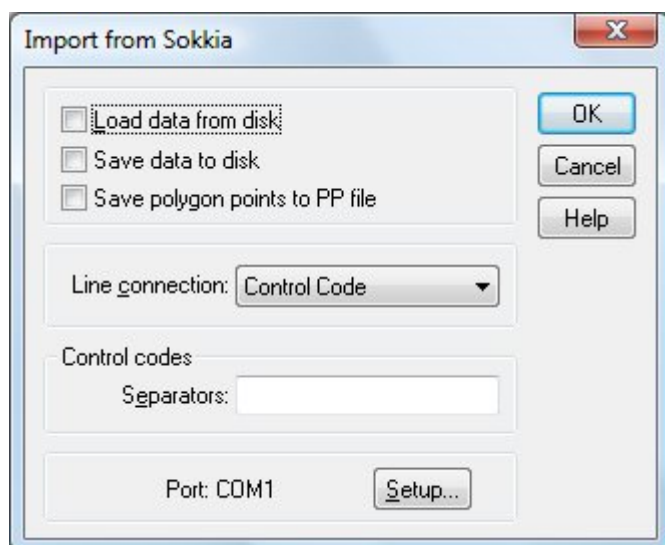 Import from Sokkia
Load data from disk
Save data to disk
Save polygon points to PP file
OK
Cancel
Help
Line connection: Control Code
Control codes
Separators:
Port: COM1 Setup...